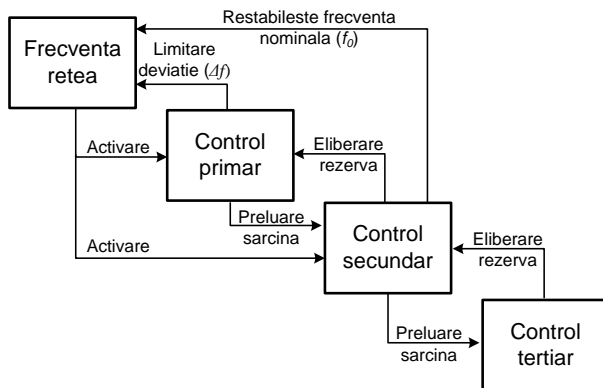 Restabileste frecventa
nominala (f0)
Frecventa
retea
Limitare
deviatie (Δf)
Activare
Control
primar
Eliberare
rezerva
Preluare
sarcina
Activare
Control
secundar
Eliberare
rezerva
Preluare
sarcina
Control
tertiar